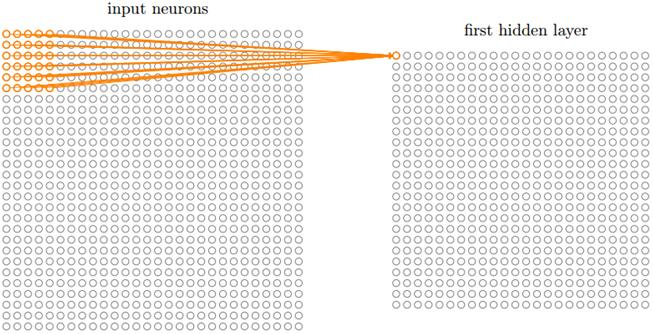 input neurons
first hidden layer